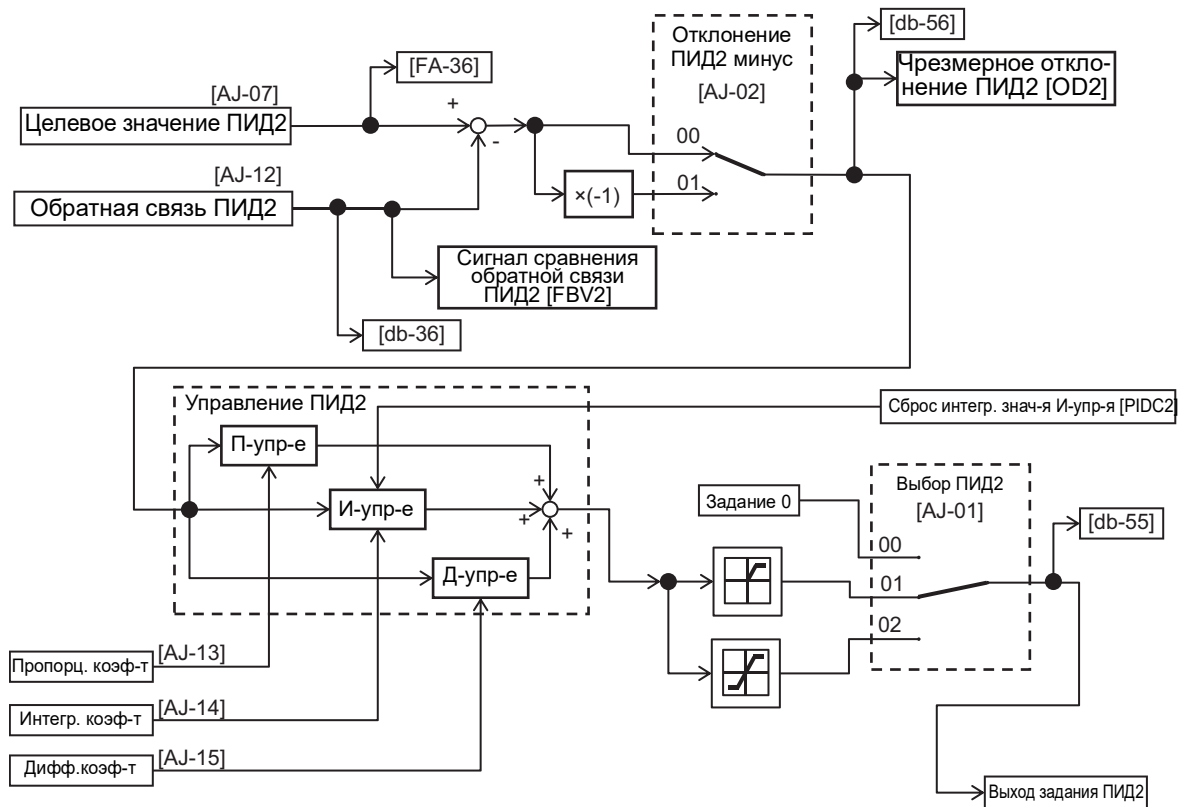 [db-56]
Отклонение
ПИД2 минус
[AJ-02]
[FA-36]
Чрезмерное откло-
нение ПИД2 [OD2]
[AJ-07]
Целевое значение ПИД2
+
-
00
[AJ-12]
Обратная связь ПИД2
×(-1)
01
Сигнал сравнения
обратной связи
ПИД2 [FBV2]
[db-36]
Управление ПИД2
Сброс интегр. знач-я И-упр-я [PIDC2]
П-упр-е
+
И-упр-е
+
+
Д-упр-е
Задание 0
Выбор ПИД2
[AJ-01]
[db-55]
00
01
02
Пропорц. коэф-т
[AJ-13]
Интегр. коэф-т
[AJ-14]
Дифф.коэф-т
[AJ-15]
Выход задания ПИД2